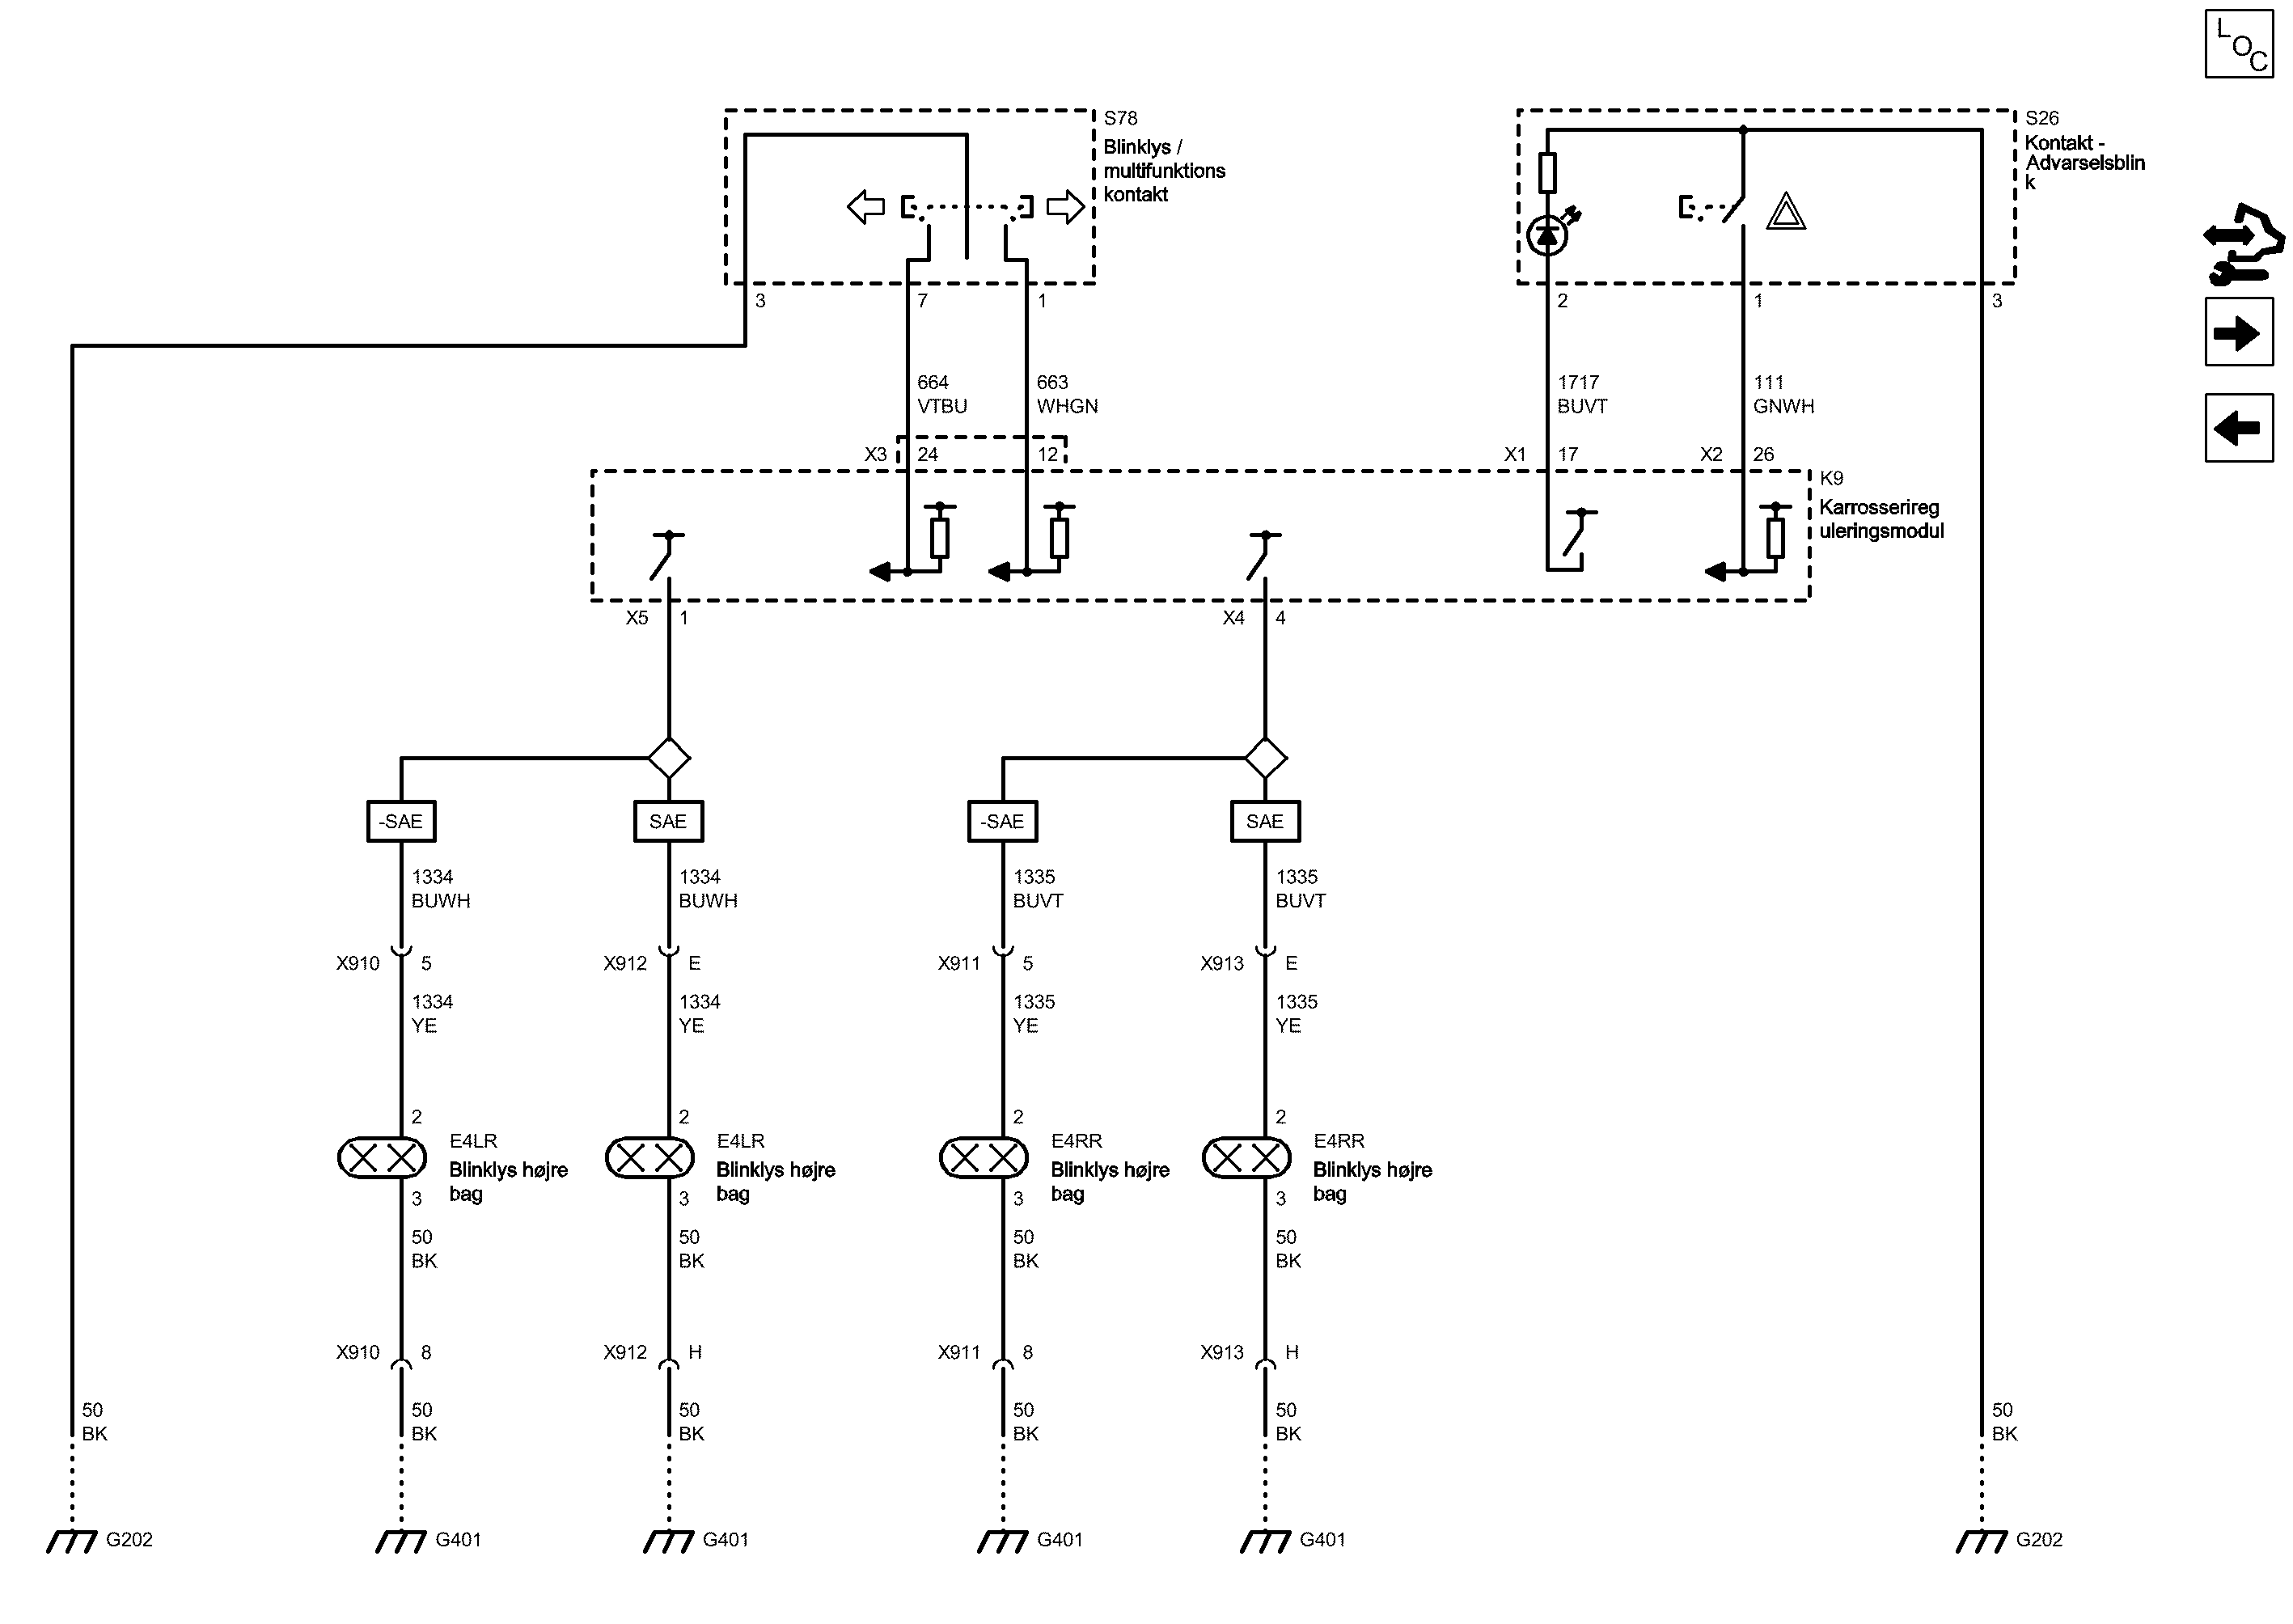 LOC
S78
Blinklys /
multifunktions
kontakt
S26
Kontakt -
Advarselsblin
k
3
7
1
2
1
3
664
VTBU
663
WHGN
1717
BUVT
111
GNWH
X3
24
12
X1
17
X2
26
K9
Karrosserireg
uleringsmodul
X5
1
X4
4
-SAE
SAE
-SAE
SAE
1334
BUWH
1334
BUWH
1335
BUVT
1335
BUVT
X910
5
X912
E
X911
5
X913
E
1334
YE
1334
YE
1335
YE
1335
YE
2
2
2
2
E4LR
Blinklys højre
bag
E4LR
Blinklys højre
bag
E4RR
Blinklys højre
bag
E4RR
Blinklys højre
bag
3
3
3
3
50
BK
50
BK
50
BK
50
BK
X910
8
X912
H
X911
8
X913
H
50
BK
50
BK
50
BK
50
BK
50
BK
50
BK
G202
G401
G401
G401
G401
G202